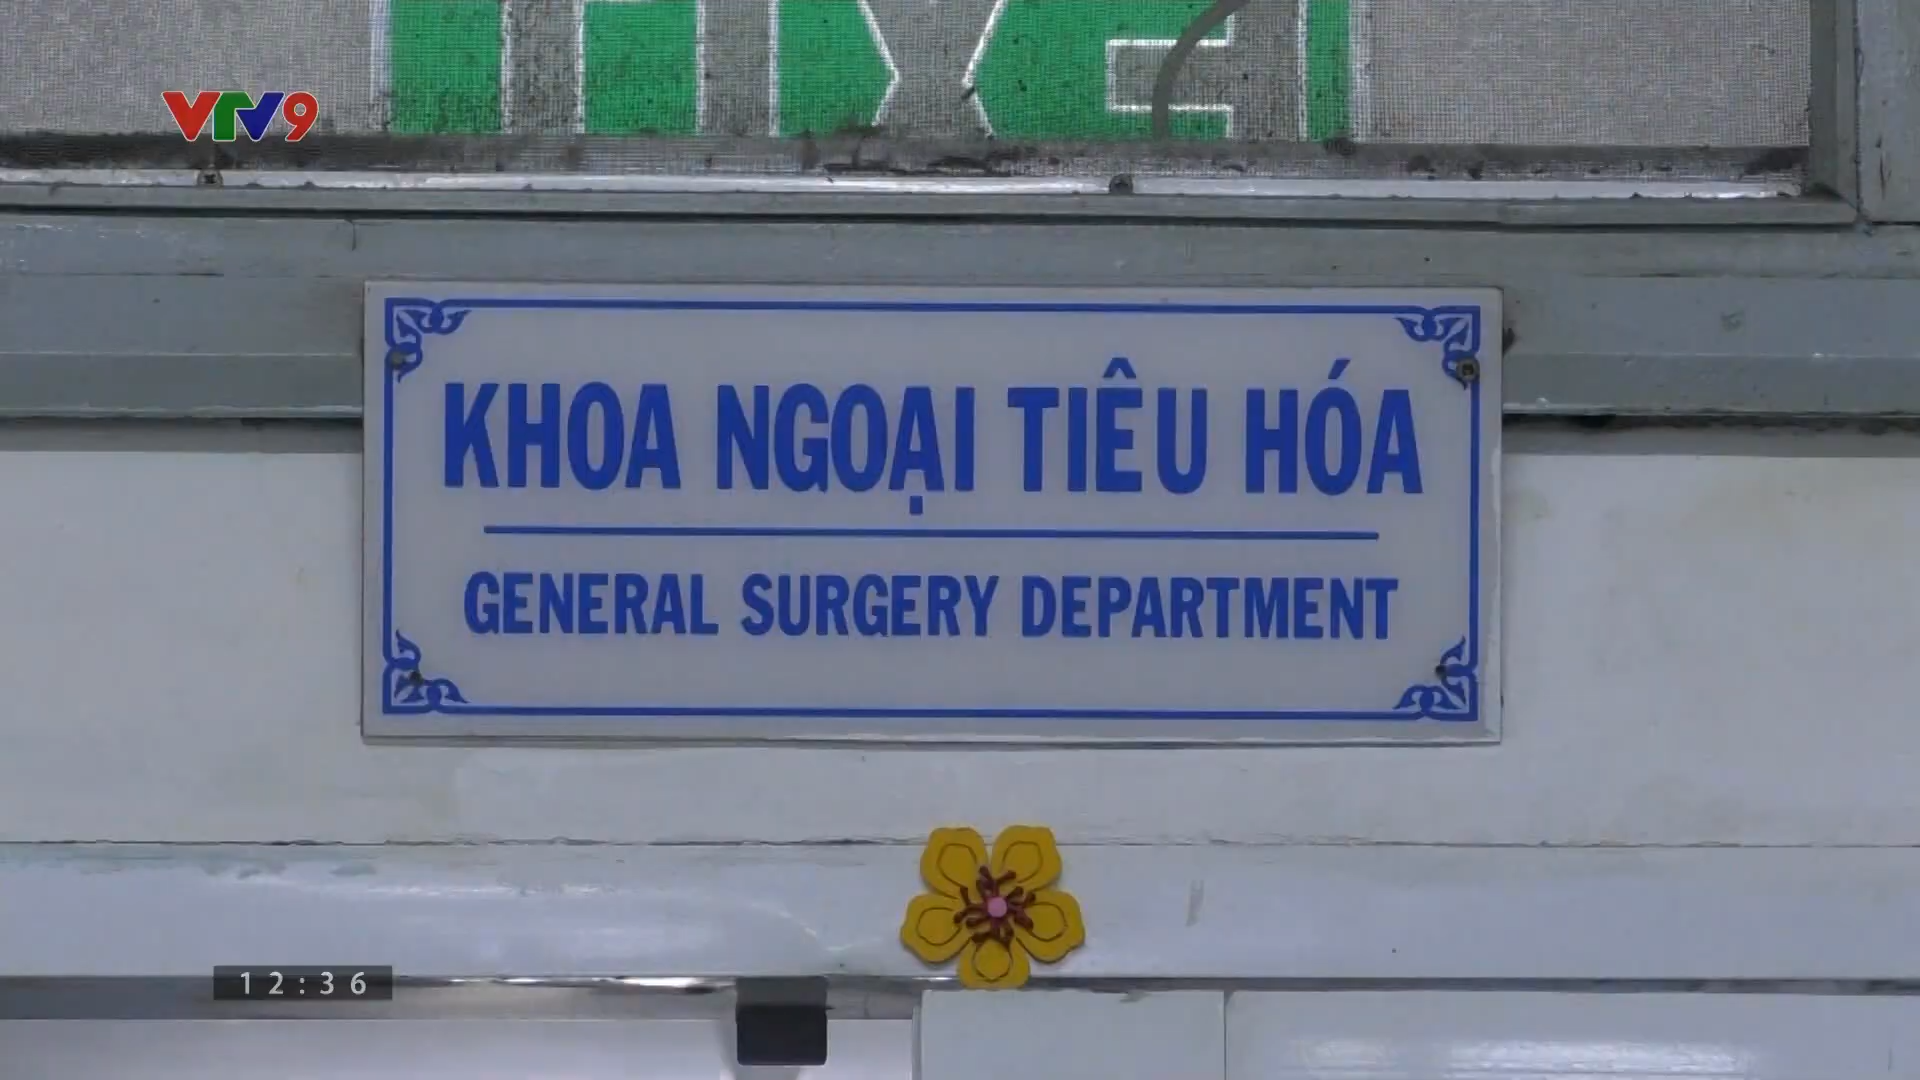 VTV9
KHOA NGOẠI TIÊU HÓA
GENERAL SURGERY DEPARTMENT
12:36